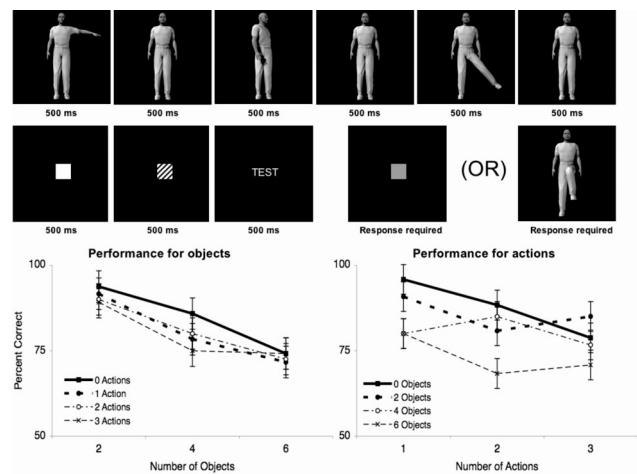 500 ms 500 ms 500 ms 500 ms 500 ms 500 ms
TEST
(OR)
500 ms 500 ms 500 ms Response required Response required
Performance for objects
100
75
50
Percent Correct
0 Actions
1 Action
2 Actions
3 Actions
2 4 6
Number of Objects
Performance for actions
100
75
50
0 Objects
2 Objects
4 Objects
6 Objects
1 2 3
Number of Actions